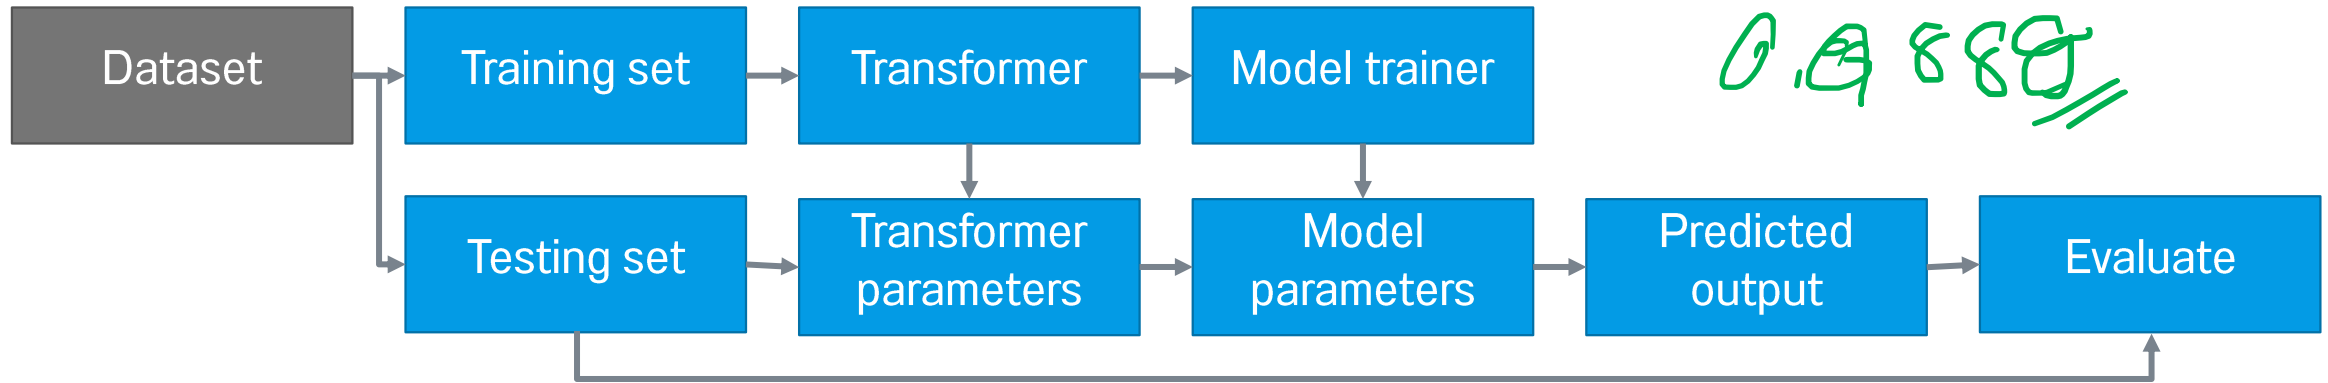 Dataset
Training set
Transformer
Model trainer
Testing set
Transformer
parameters
Model
parameters
Predicted
output
Evaluate